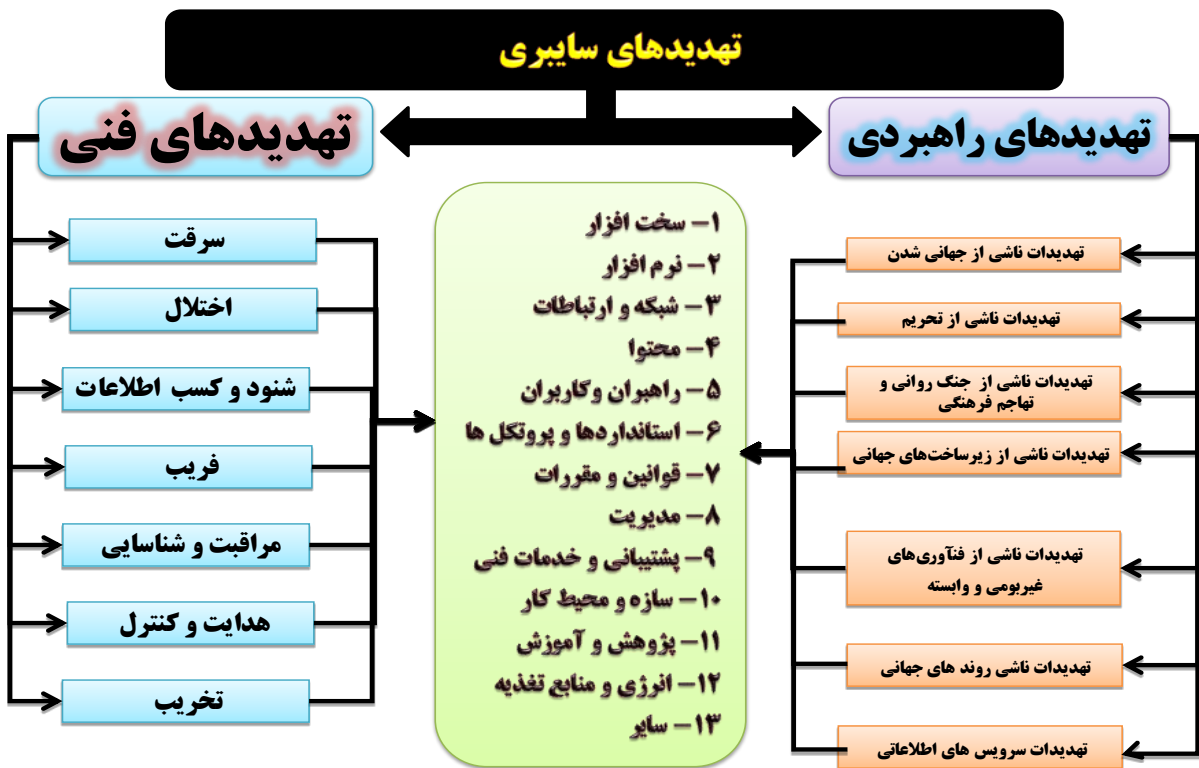 تهدیدهای سایبری
تهدیدهای راهبردی
تهدیدهای فنی
تهدیدات ناشی از جهانی شدن
تهدیدات ناشی از تحریم
تهدیدات ناشی از جنگ روانی و
تهاجم فرهنگی
تهدیدات ناشی از زیرساخت‌های جهانی
تهدیدات ناشی از فنآوری‌های
غیربومی و وابسته
تهدیدات ناشی روند های جهانی
تهدیدات سرویس های اطلاعاتی
۱– سخت افزار
۲– نرم افزار
۳– شبکه و ارتباطات
۴– محتوا
۵– راهبران وکاربران
۶– استانداردها و پروتکل ها
۷– قوانین و مقررات
۸– مدیریت
۹– پشتیبانی و خدمات فنی
۱۰– سازه و محیط کار
۱۱– پژوهش و آموزش
۱۲– انرژی و منابع تغذیه
۱۳– سایر
سرقت
اختلال
شنود و کسب اطلاعات
فریب
مراقبت و شناسایی
هدایت و کنترل
تخریب